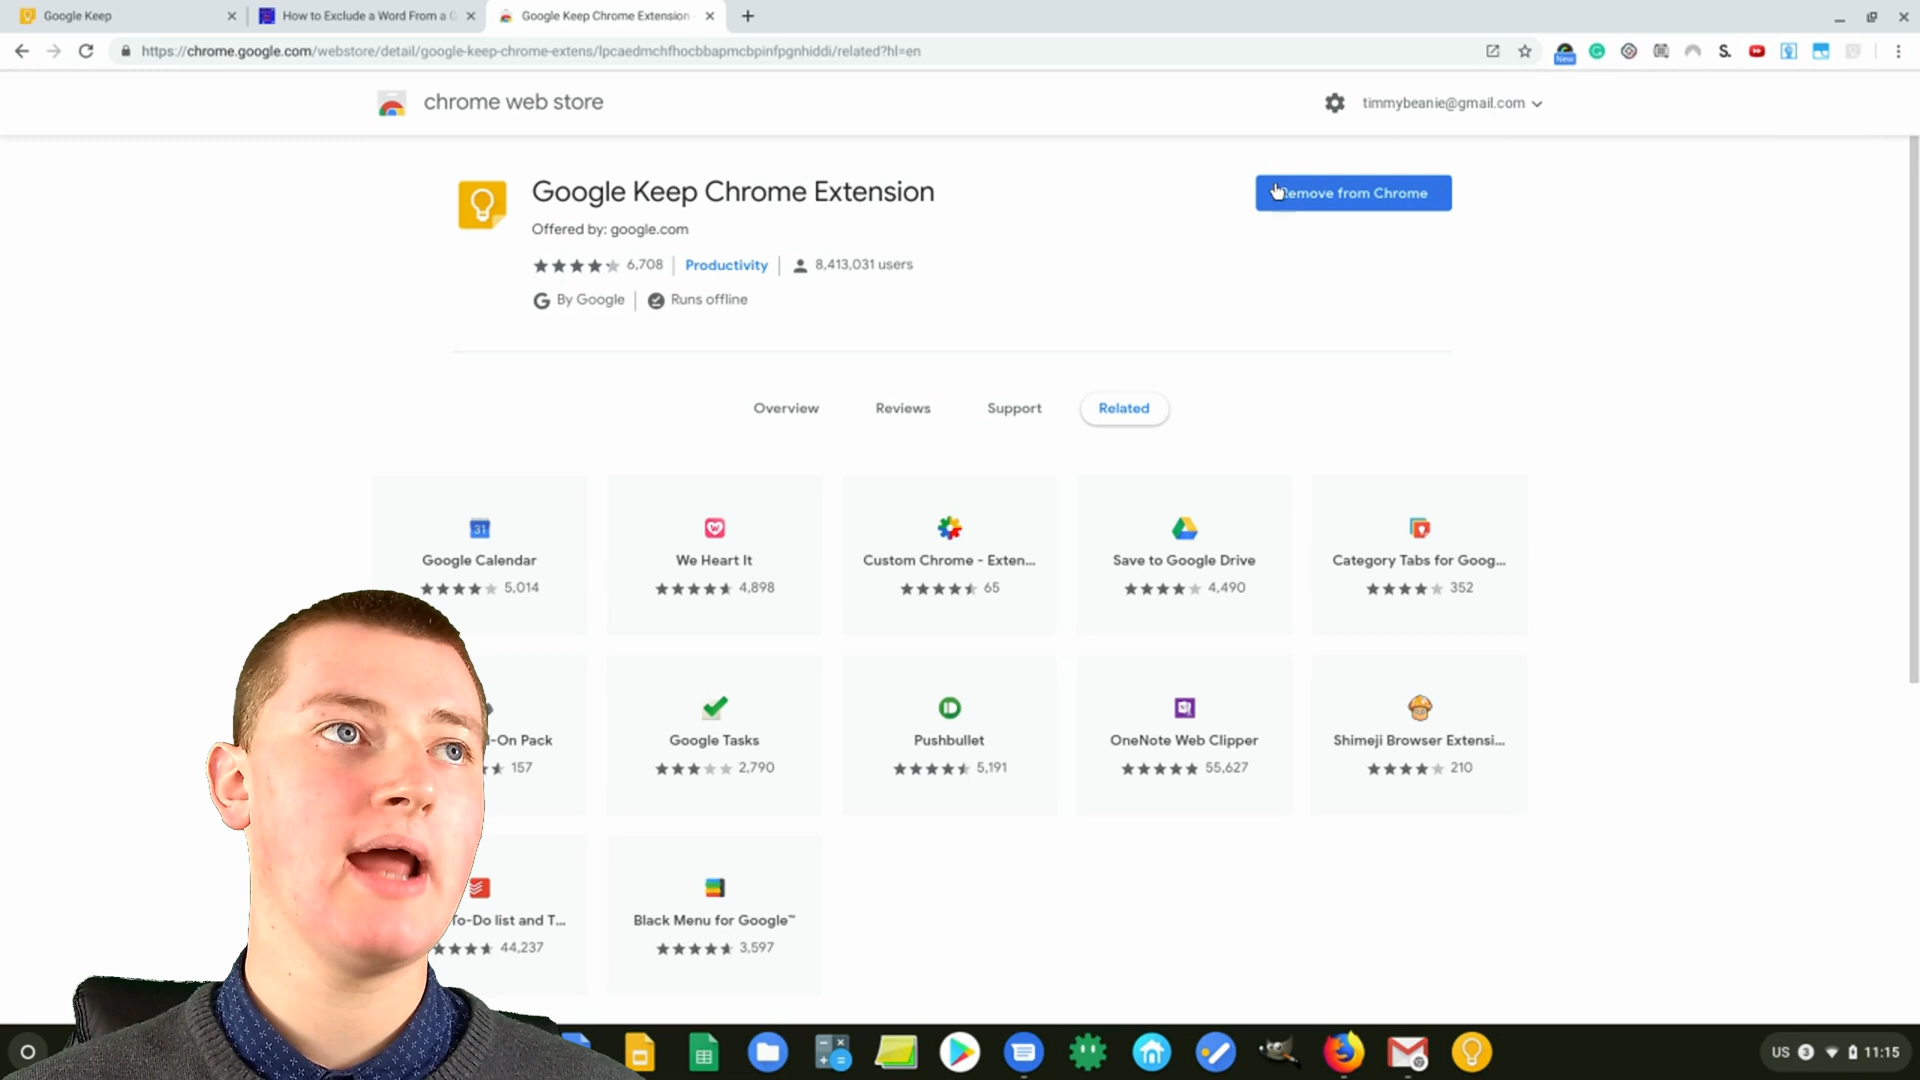 Google Keep
How to Exclude a Word From a G
Google Keep Chrome Extension
https://chrome.google.com/webstore/detail/google-keep-chrome-extens/lpcaedmchfhocbbapmcbpinfpgnhiddi/related?hl=en
New
S.
chrome web store
timmybeanie@gmail.com
Google Keep Chrome Extension
Remove from Chrome
Offered by: google.com
6,708
Productivity
8,413,031 users
By Google
Runs offline
Overview
Reviews
Support
Related
31
Google Calendar
We Heart It
Custom Chrome - Exten...
Save to Google Drive
Category Tabs for Goog...
5,014
4,898
65
4,490
352
-On Pack
Google Tasks
Pushbullet
OneNote Web Clipper
Shimeji Browser Extensi...
157
2,790
5,191
55,627
210
To-Do list and T...
Black Menu for Google™
44,237
3,597
US
3
11:15